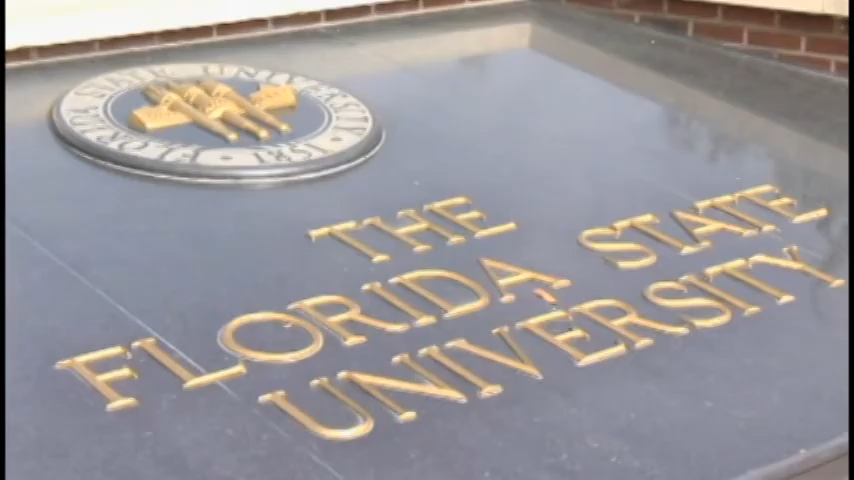 FLORIDA STATE UNIVERSITY · 1851 ·
THE
FLORIDA STATE
UNIVERSITY